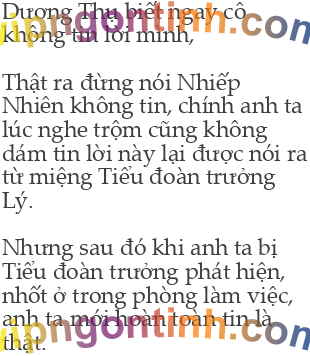 Dương Thụ biết ngay cô
không tin lời mình,
Thật ra đừng nói Nhiếp
Nhiên không tin, chính anh ta
lúc nghe trộm cũng không
dám tin lời này lại được nói ra
từ miệng Tiểu đoàn trưởng
Lý.
Nhưng sau đó khi anh ta bị
Tiểu đoàn trưởng phát hiện,
nhốt ở trong phòng làm việc,
anh ta mới hoàn toàn tin là
thật.
vipngontinh.com
vipngontinh.com